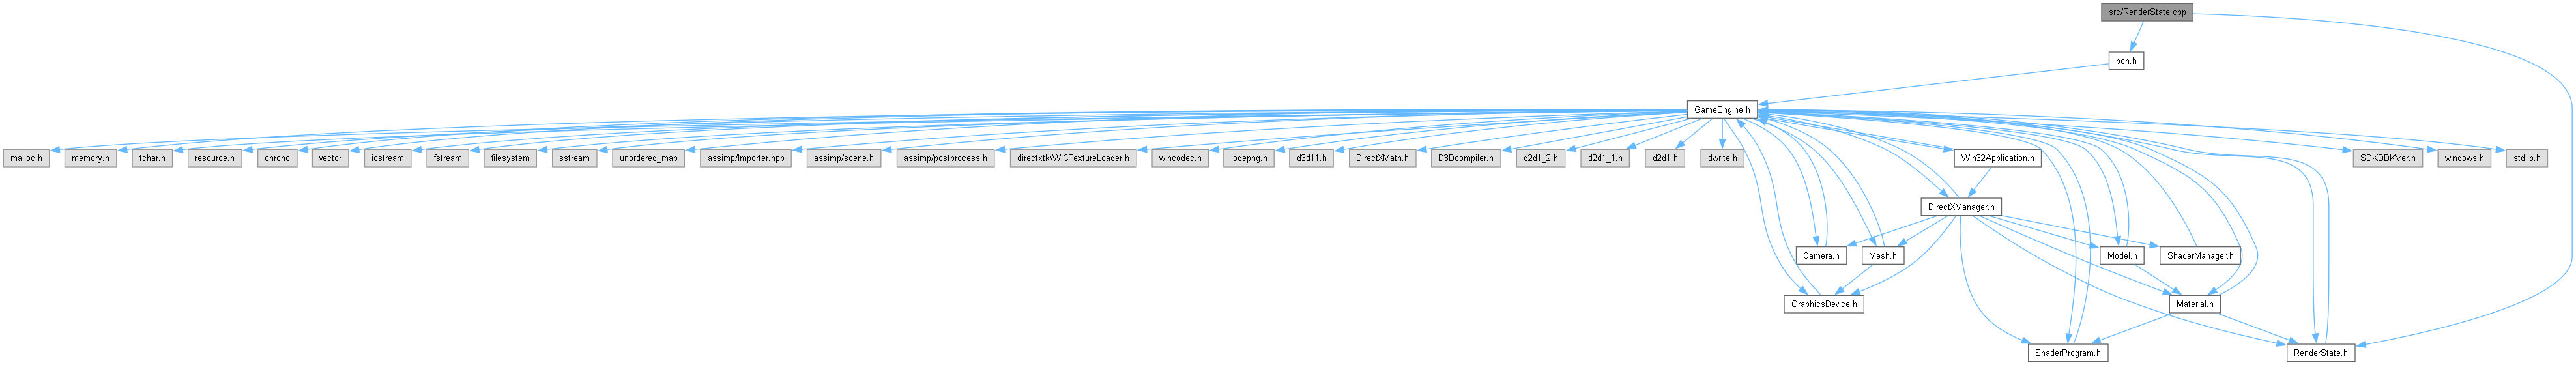 src/RenderState.cpp
pch.h
GameEngine.h
malloc.h
memory.h
tchar.h
resource.h
chrono
vector
iostream
fstream
filesystem
sstream
unordered_map
assimp/Importer.hpp
assimp/scene.h
assimp/postprocess.h
directxtk\WICTextureLoader.h
wincodec.h
lodepng.h
d3d11.h
DirectXMath.h
D3Dcompiler.h
d2d1_2.h
d2d1_1.h
d2d1.h
dwrite.h
Win32Application.h
SDKDDKVer.h
windows.h
stdlib.h
DirectXManager.h
Camera.h
Mesh.h
Model.h
ShaderManager.h
GraphicsDevice.h
Material.h
ShaderProgram.h
RenderState.h